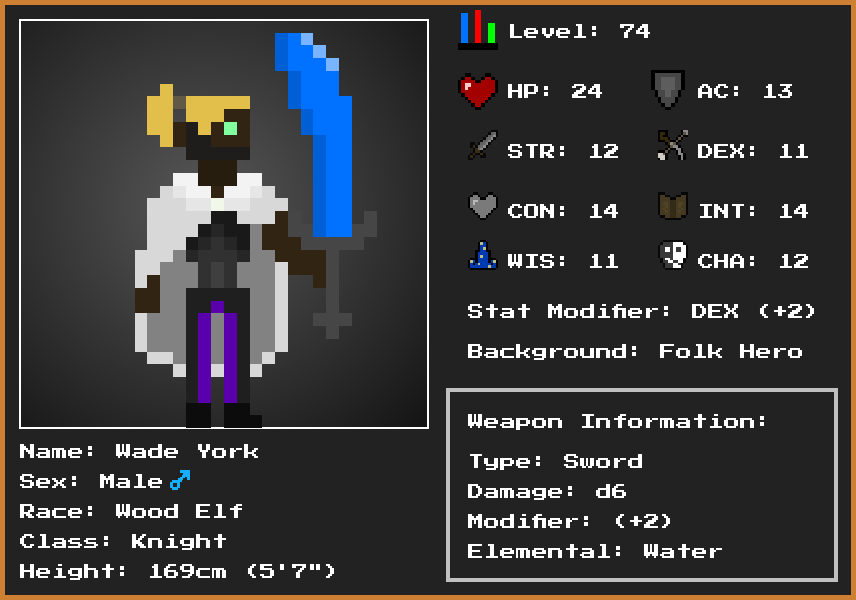 Level: 74
HP: 24 AC: 13
STR: 12 DEX: 11
CON: 14 INT: 14
WIS: 11 CHA: 12
Stat Modifier: DEX (+2)
Background: Folk Hero
Weapon Information:
Type: Sword
Damage: d6
Modifier: (+2)
Elemental: Water
Name: Wade York
Sex: Male♂
Race: Wood Elf
Class: Knight
Height: 169cm (5'7")